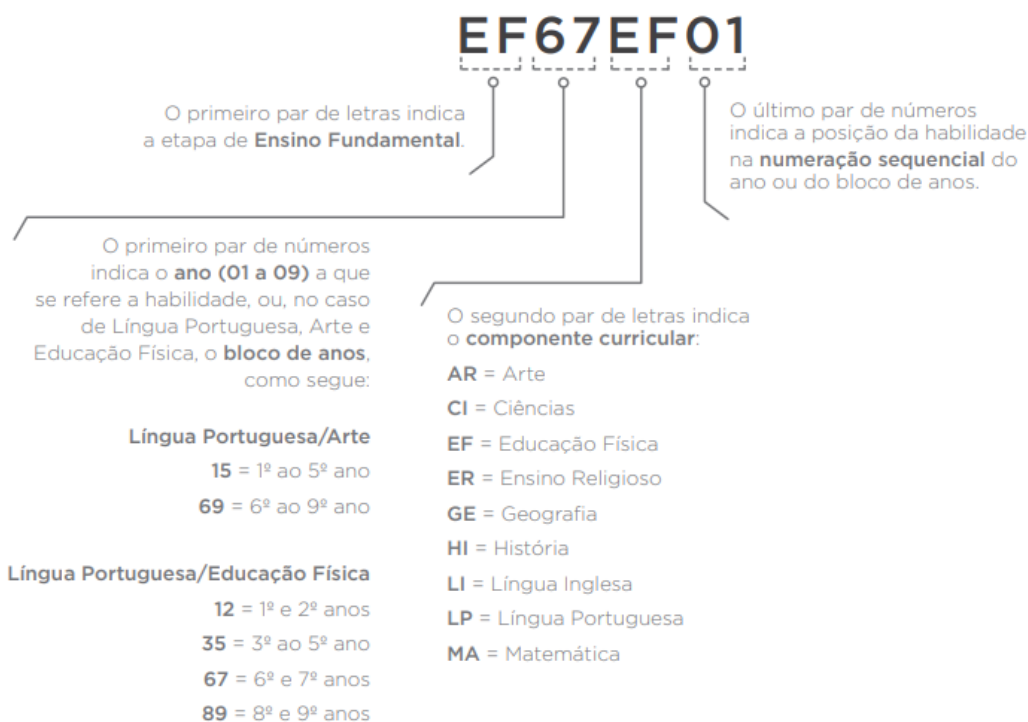 EF67EF01
O primeiro par de letras indica
a etapa de Ensino Fundamental.
O último par de números
indica a posição da habilidade
na numeração sequencial do
ano ou do bloco de anos.
O primeiro par de números
indica o ano (01 a 09) a que
se refere a habilidade, ou, no caso
de Língua Portuguesa, Arte e
Educação Física, o bloco de anos,
como segue:
Língua Portuguesa/Arte
15 = 1º ao 5º ano
69 = 6º ao 9º ano
Língua Portuguesa/Educação Física
12 = 1º e 2º anos
35 = 3º ao 5º ano
67 = 6º e 7º anos
89 = 8º e 9º anos
O segundo par de letras indica
o componente curricular:
AR = Arte
CI = Ciências
EF = Educação Física
ER = Ensino Religioso
GE = Geografia
HI = História
LI = Língua Inglesa
LP = Língua Portuguesa
MA = Matemática